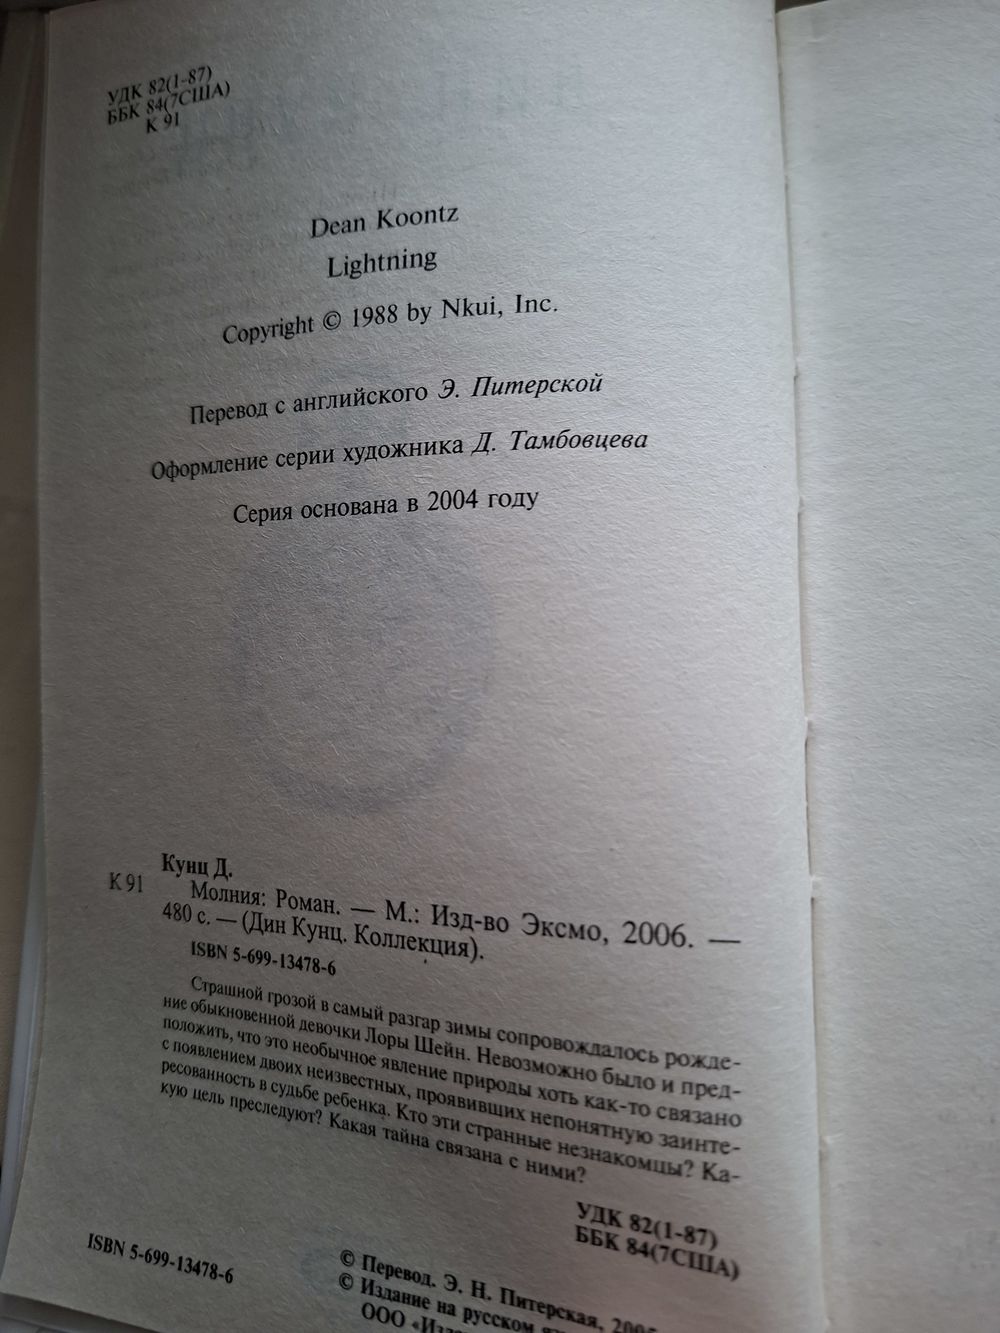 УДК 82(1-87)
ББК 84(7США)
К 91
Dean Koontz
Lightning
Copyright © 1988 by Nkui, Inc.
Перевод с английского Э. Питерской
Оформление серии художника Д. Тамбовцева
Серия основана в 2004 году
Кунц Д.
К 91 Молния: Роман. — М.: Изд-во Эксмо, 2006. —
480 с. — (Дин Кунц. Коллекция).
ISBN 5-699-13478-6
Страшной грозой в самый разгар зимы сопровождалось рожде-
ние обыкновенной девочки Лоры Шейн. Невозможно было и пред-
положить, что это необычное явление природы хоть как-то связано
с появлением двоих неизвестных, проявивших непонятную заинте-
ресованность в судьбе ребенка. Кто эти странные незнакомцы? Ка-
кую цель преследуют? Какая тайна связана с ними?
УДК 82(1-87)
ББК 84(7США)
ISBN 5-699-13478-6
© Перевод. Э. Н. Питерская,
© Издание на русском
ООО